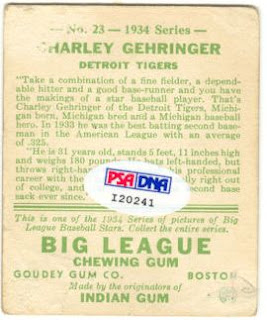 No. 23 — 1934 Series —
CHARLEY GEHRINGER
DETROIT TIGERS
"Take a combination of a fine fielder, a depend-
able hitter and a good base-runner and you have
the makings of a star baseball player. That's
Charley Gehringer of the Detroit Tigers, Michi-
gan born, Michigan bred and a Michigan baseball
hero. In 1933 he was the best batting second base-
man in the American League with an average
of .325.
"He is 31 years old, stands 5 feet, 11 inches high
and weighs 180 pounds. He bats left-handed, but
throws right-ha
career with the
out of college, and
sack ever since."
PSA DNA
I20241
This is one of the 1934 Series of pictures of Big
League Baseball Stars. Collect the entire series.
BIG LEAGUE
CHEWING GUM
GOUDEY GUM CO. BOSTON
Made by the originators of
INDIAN GUM